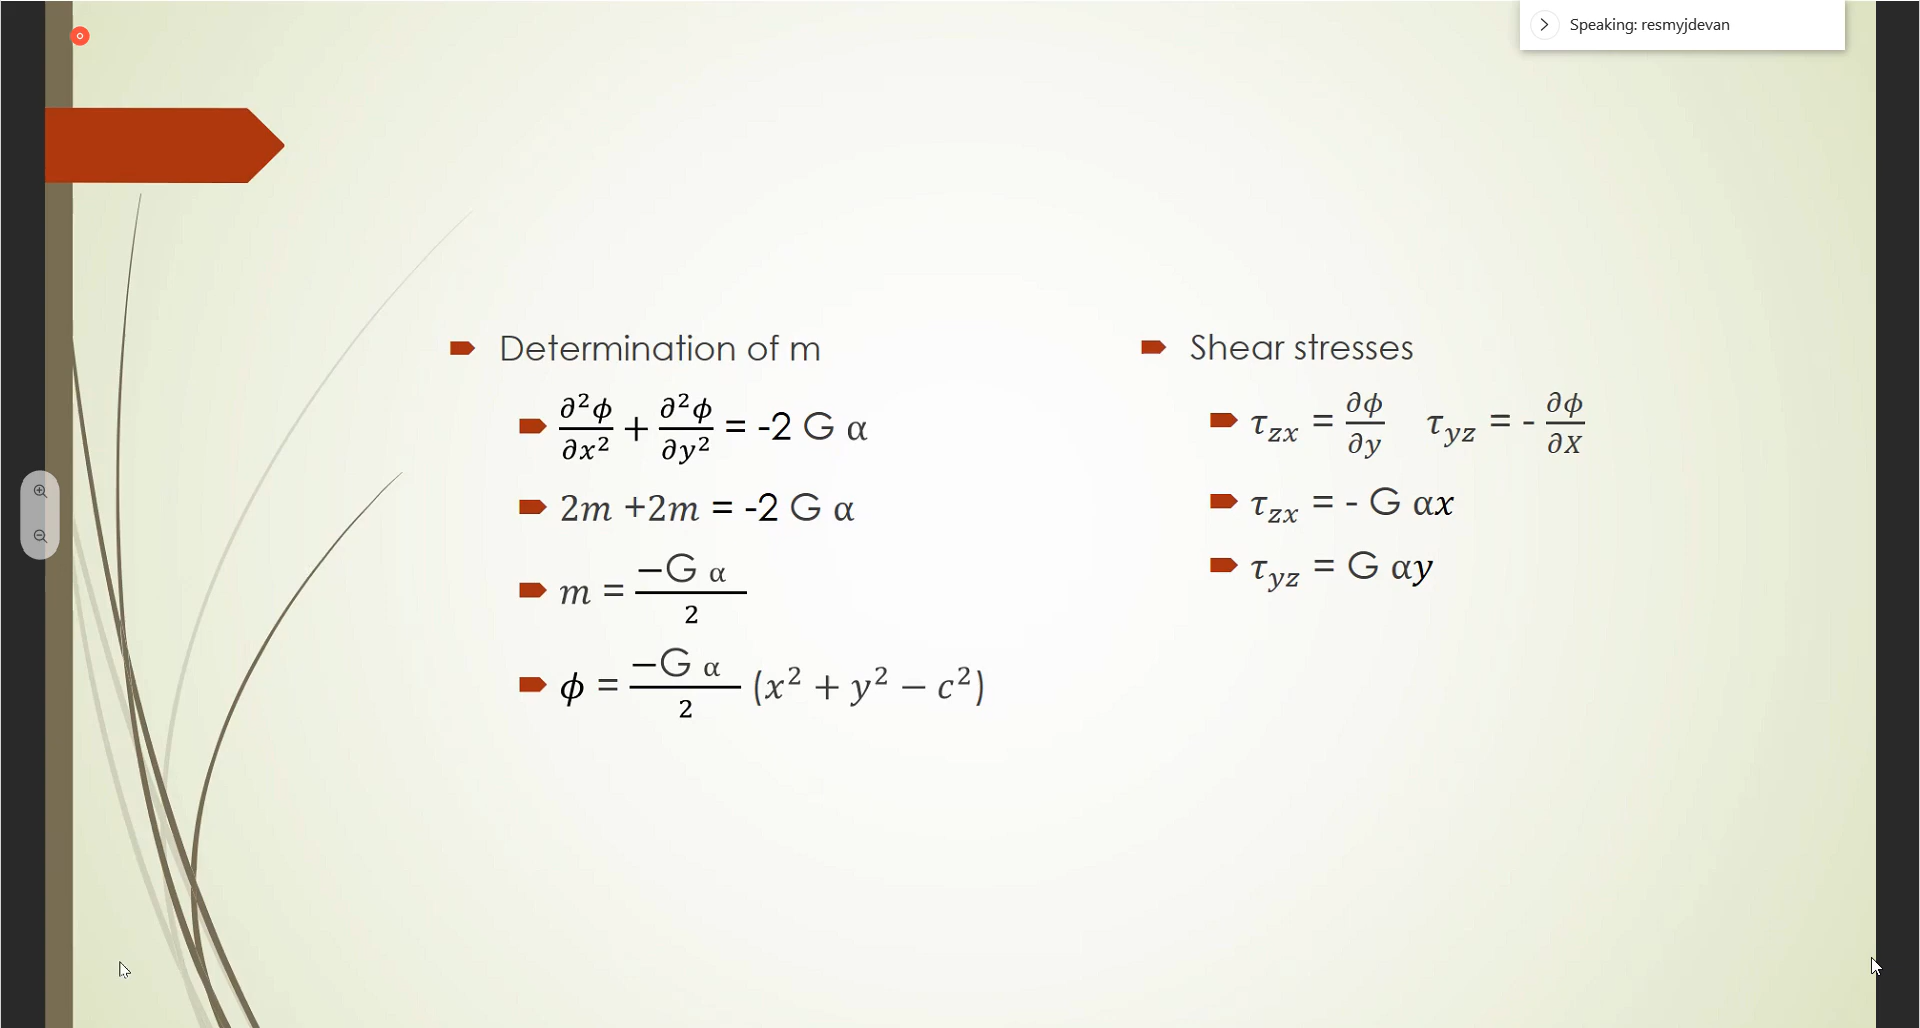 Speaking: resmyjdevan
Determination of m
∂²ϕ/∂x² + ∂²ϕ/∂y² = -2 G α
2m +2m = -2 G α
m = −G α / 2
ϕ = −G α / 2 (x² + y² − c²)
Shear stresses
τzx = ∂ϕ/∂y τyz = - ∂ϕ/∂X
τzx = - G αx
τyz = G αy